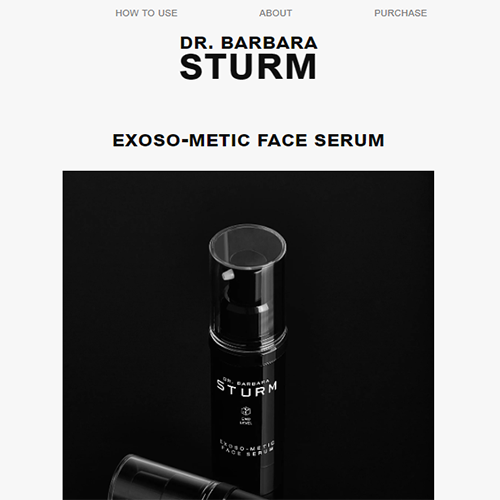 HOW TO USE ABOUT PURCHASE
DR. BARBARA
STURM
EXOSO-METIC FACE SERUM
DR. BARBARA
STURM
LEVEL
EXOSO-METIC
FACE SERUM